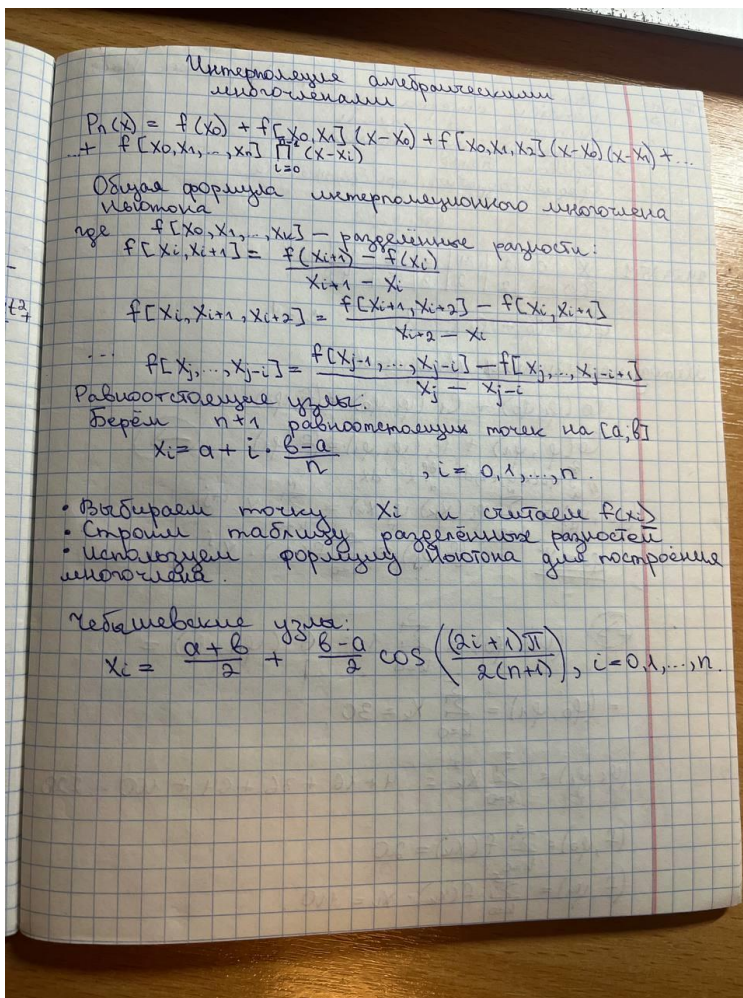 Интерполяция алгебраическими
многочленами
Pn(x) = f(x0) + f[x0,x1](x-x0) + f[x0,x1,x2](x-x0)(x-x1) + ...
...+ f[x0,x1,...,xn] ∏ i=0 (x-xi)
Общая формула интерполяционного многочлена
Ньютона
где f[x0,x1,...,xk] – разделённые разности:
f[xi,xi+1] = (f(xi+1) - f(xi)) / (xi+1 - xi)
f[xi,xi+1,xi+2] = (f[xi+1,xi+2] - f[xi,xi+1]) / (xi+2 - xi)
...
f[xj,...,xj-i] = (f[xj-1,...,xj-i] - f[xj,...,xj-i+1]) / (xj - xj-i)
Равноотстоящие узлы:
Берём n+1 равноотстоящих точек на [a;b]
xi = a + i · (b-a)/n , i = 0,1,...,n.
• Выбираем точку xi и считаем f(xi)
• Строим таблицу разделённых разностей
• используем формулу Ньютона для построения
многочлена.
Чебышевские узлы:
xi = (a+b)/2 + (b-a)/2 cos((2i+1)π / 2(n+1)), i=0,1,...,n.